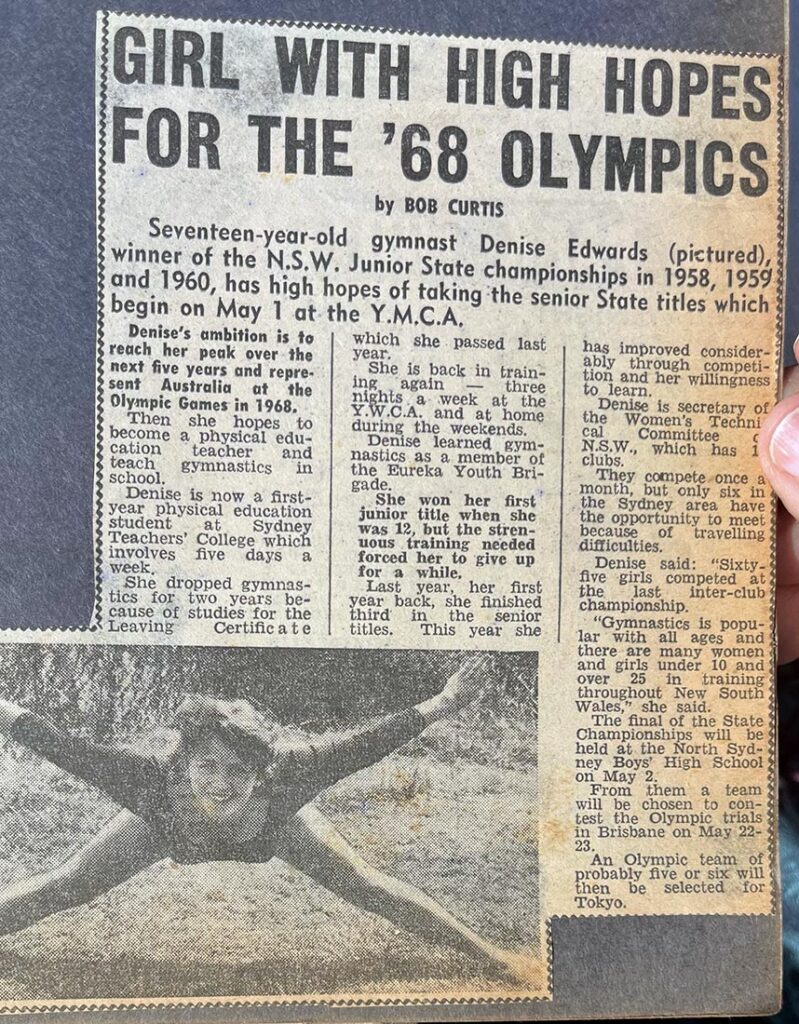 GIRL WITH HIGH HOPES
FOR THE ’68 OLYMPICS
by BOB CURTIS
Seventeen-year-old gymnast Denise Edwards (pictured),
winner of the N.S.W. Junior State championships in 1958, 1959
and 1960, has high hopes of taking the senior State titles which
begin on May 1 at the Y.M.C.A.
Denise's ambition is to
reach her peak over the
next five years and repre-
sent Australia at the
Olympic Games in 1968.
Then she hopes to
become a physical edu-
cation teacher and
teach gymnastics in
school.
Denise is now a first-
year physical education
student at Sydney
Teachers' College which
involves five days a
week.
She dropped gymnas-
tics for two years be-
cause of studies for the
Leaving Certificate
which she passed last
year.
She is back in train-
ing again — three
nights a week at the
Y.W.C.A. and at home
during the weekends.
Denise learned gym-
nastics as a member of
the Eureka Youth Bri-
gade.
She won her first
junior title when she
was 12, but the stren-
uous training needed
forced her to give up
for a while.
Last year, her first
year back, she finished
third in the senior
titles. This year she
has improved consider-
ably through competi-
tion and her willingness
to learn.
Denise is secretary of
the Women's Techni
cal Committee
N.S.W., which has
clubs.
They compete once a
month, but only six in
the Sydney area have
the opportunity to meet
because of travelling
difficulties.
Denise said: "Sixty-
five girls competed at
the last inter-club
championship.
"Gymnastics is popu-
lar with all ages and
there are many women
and girls under 10 and
over 25 in training
throughout New South
Wales," she said.
The final of the State
Championships will be
held at the North Syd-
ney Boys' High School
on May 2.
From them a team
will be chosen to con-
test the Olympic trials
in Brisbane on May 22-
23.
An Olympic team of
probably five or six will
then be selected for
Tokyo.